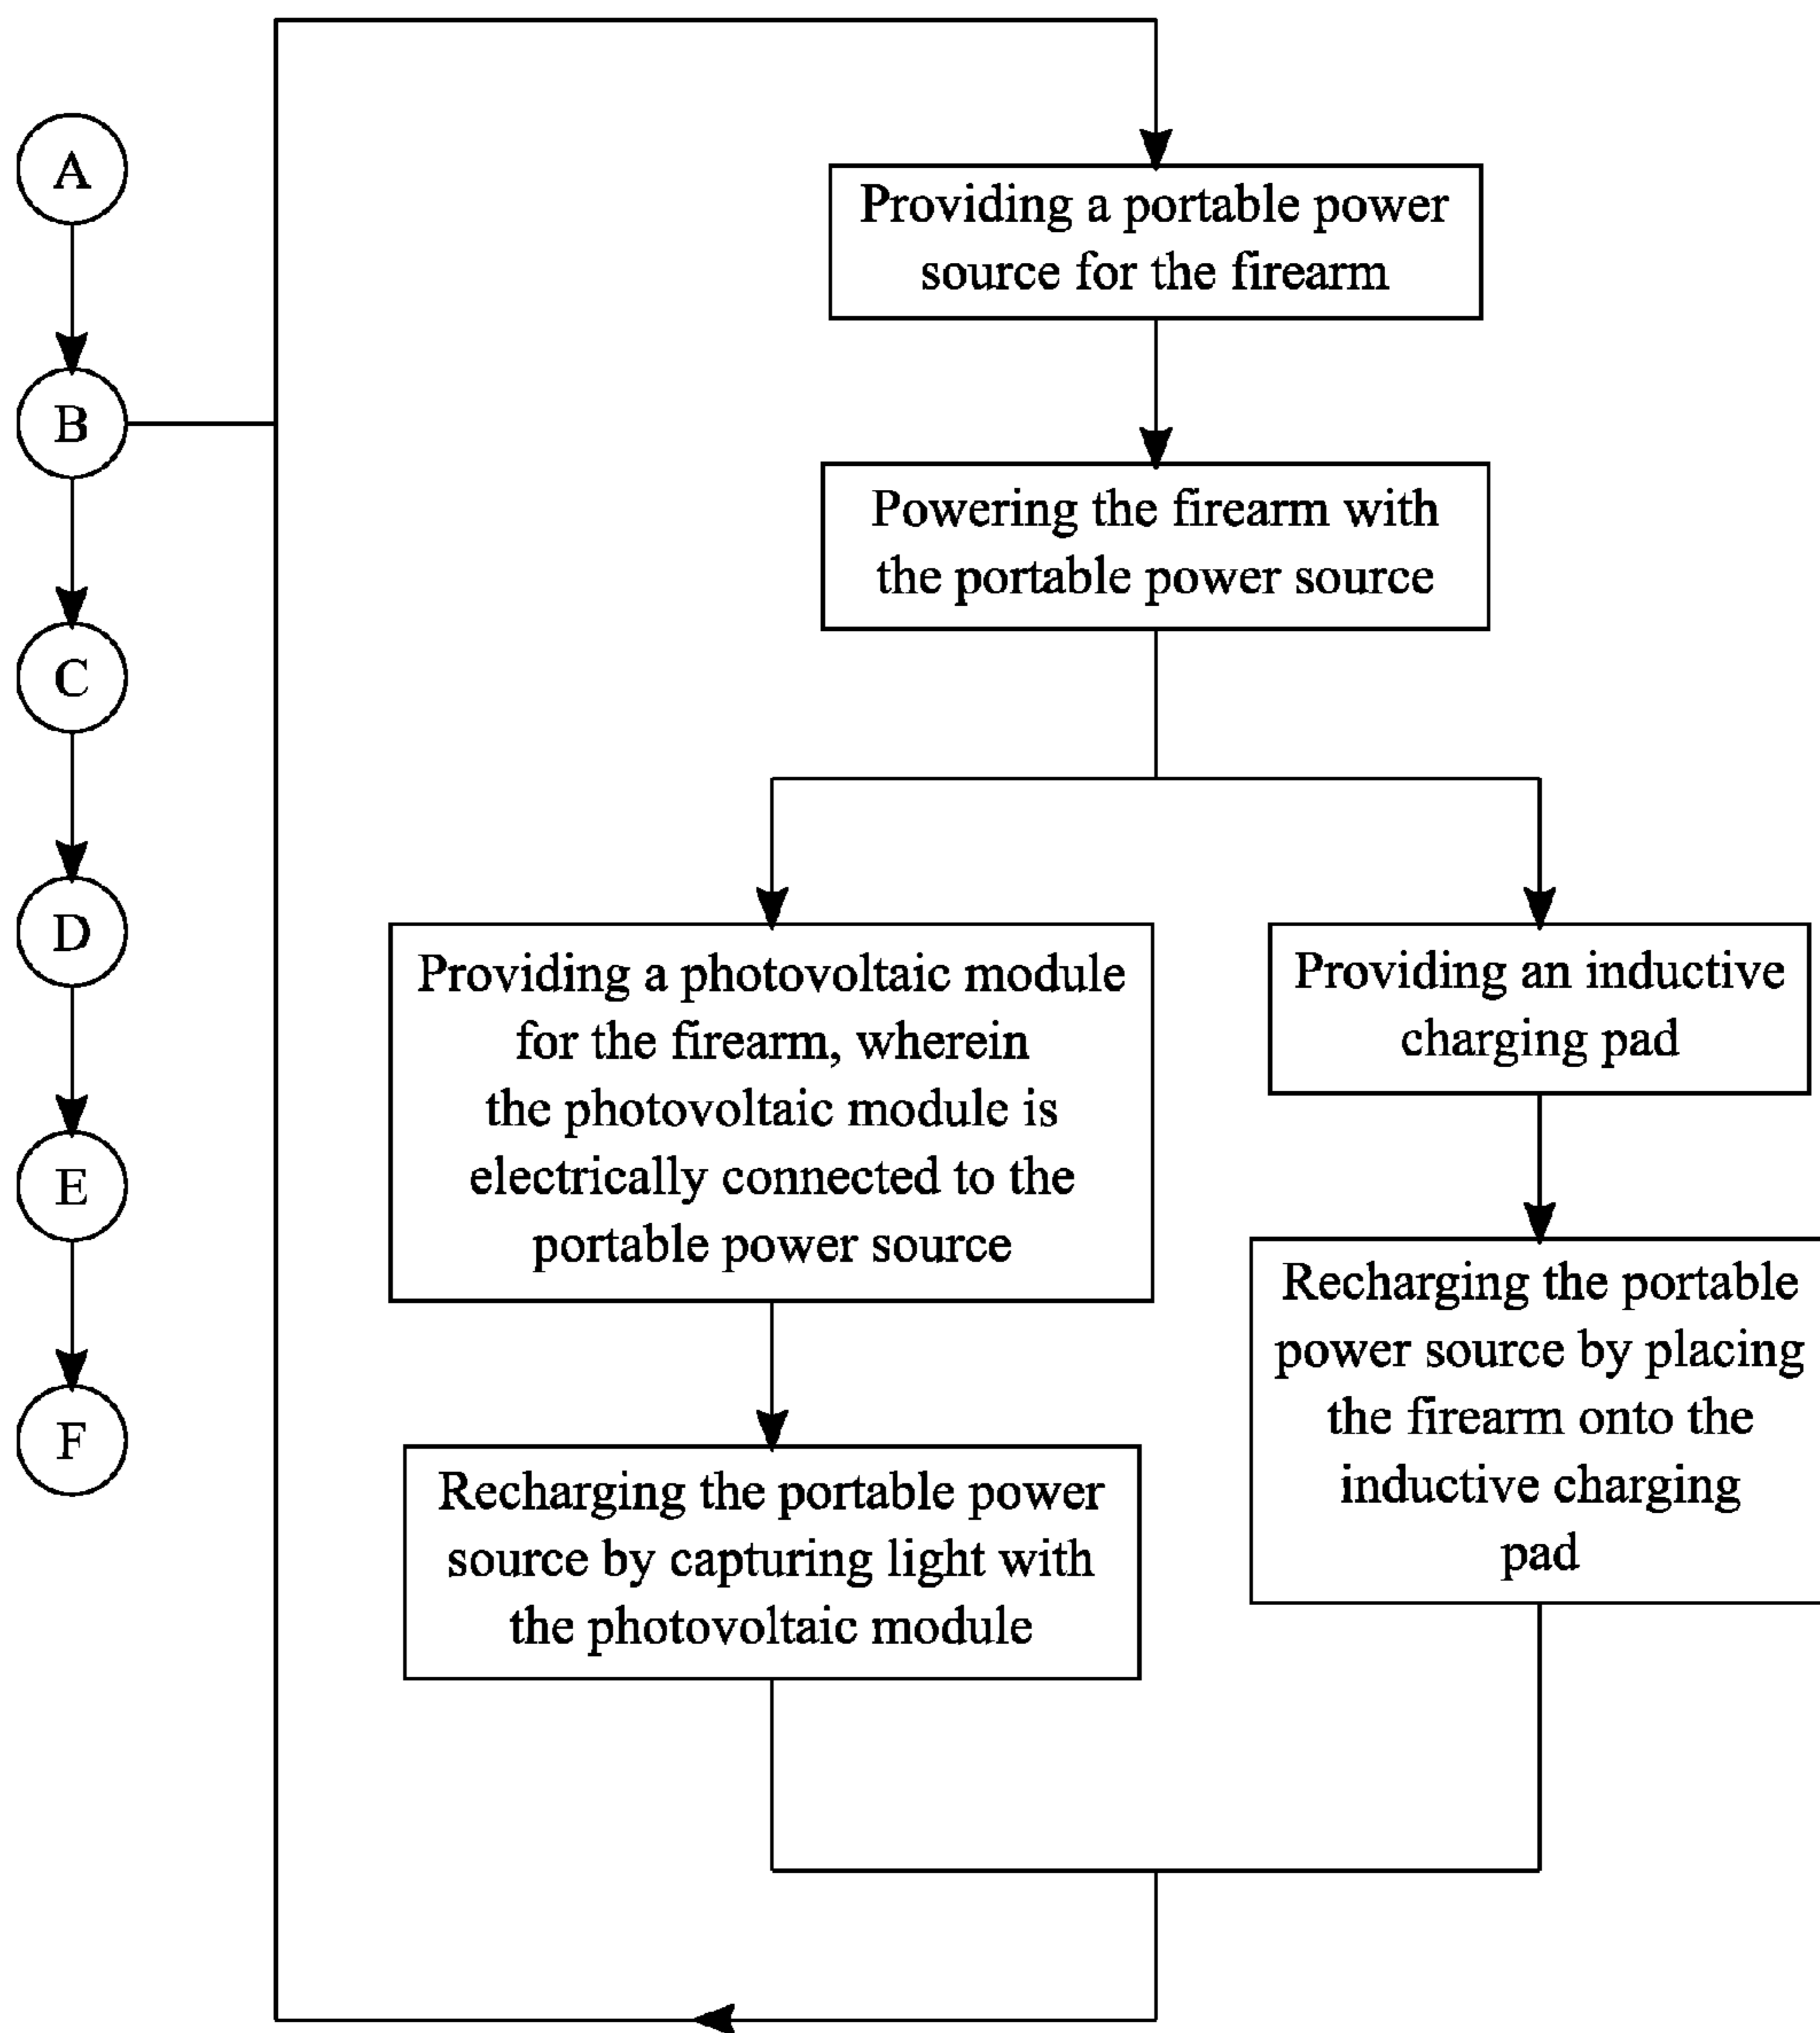 A
B
C
D
E
F
Providing a portable power
source for the firearm
Powering the firearm with
the portable power source
Providing a photovoltaic module
for the firearm, wherein
the photovoltaic module is
electrically connected to the
portable power source
Recharging the portable power
source by capturing light with
the photovoltaic module
Providing an inductive
charging pad
Recharging the portable
power source by placing
the firearm onto the
inductive charging
pad